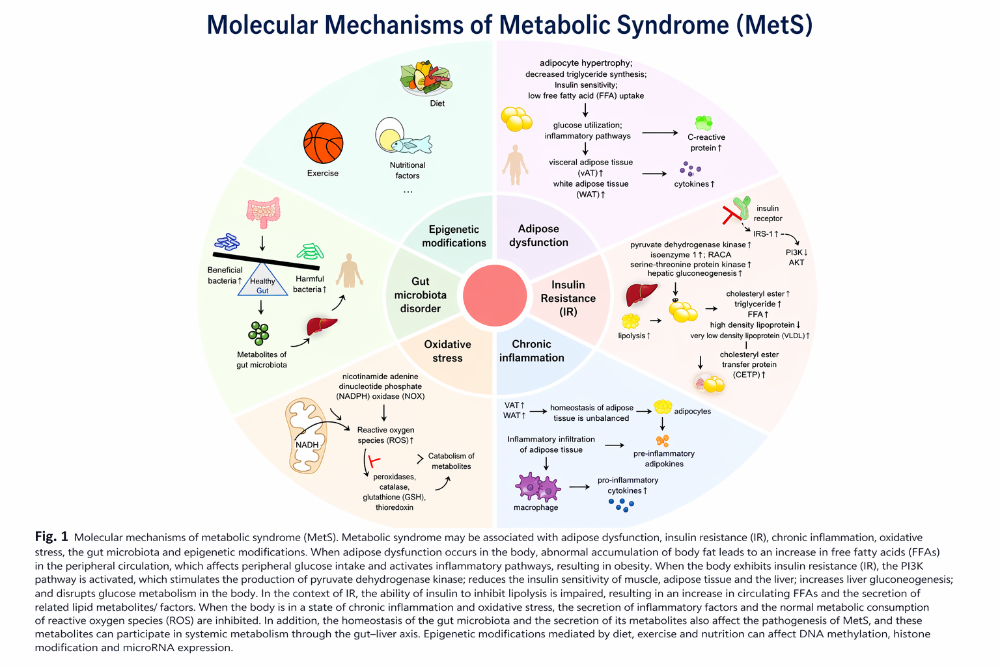 Molecular Mechanisms of Metabolic Syndrome (MetS)
Diet
Exercise
Nutritional
factors
...
Epigenetic
modifications
adipocyte hypertrophy;
decreased triglyceride synthesis;
Insulin sensitivity;
low free fatty acid (FFA) uptake
glucose utilization;
inflammatory pathways
C-reactive
protein↑
visceral adipose tissue
(vAT)↑
white adipose tissue
(WAT)↑
cytokines↑
Adipose
dysfunction
insulin
receptor
IRS-1↑
PI3K↓
AKT
pyruvate dehydrogenase kinase↑
isoenzyme 1↑; RACA
serine-threonine protein kinase↑
hepatic gluconeogenesis↑
lipolysis↑
cholesteryl ester↑
triglyceride↑
FFA↑
high density lipoprotein↓
very low density lipoprotein (VLDL)↑
cholesteryl ester
transfer protein
(CETP)↑
Insulin
Resistance
(IR)
Chronic
inflammation
VAT↑
WAT↑
homeostasis of adipose
tissue is unbalanced
adipocytes
Inflammatory infiltration
of adipose tissue
pre-inflammatory
adipokines
macrophage
pro-inflammatory
cytokines↑
Oxidative
stress
nicotinamide adenine
dinucleotide phosphate
(NADPH) oxidase (NOX)
NADH
Reactive oxygen
species (ROS)↑
Catabolism of
metabolites
peroxidases,
catalase,
glutathione (GSH),
thioredoxin
Gut
microbiota
disorder
Beneficial
bacteria↑
Healthy
Gut
Harmful
bacteria↑
Metabolites of
gut microbiota
Fig. 1 Molecular mechanisms of metabolic syndrome (MetS). Metabolic syndrome may be associated with adipose dysfunction, insulin resistance (IR), chronic inflammation, oxidative
stress, the gut microbiota and epigenetic modifications. When adipose dysfunction occurs in the body, abnormal accumulation of body fat leads to an increase in free fatty acids (FFAs)
in the peripheral circulation, which affects peripheral glucose intake and activates inflammatory pathways, resulting in obesity. When the body exhibits insulin resistance (IR), the PI3K
pathway is activated, which stimulates the production of pyruvate dehydrogenase kinase; reduces the insulin sensitivity of muscle, adipose tissue and the liver; increases liver gluconeogenesis;
and disrupts glucose metabolism in the body. In the context of IR, the ability of insulin to inhibit lipolysis is impaired, resulting in an increase in circulating FFAs and the secretion of
related lipid metabolites/ factors. When the body is in a state of chronic inflammation and oxidative stress, the secretion of inflammatory factors and the normal metabolic consumption
of reactive oxygen species (ROS) are inhibited. In addition, the homeostasis of the gut microbiota and the secretion of its metabolites also affect the pathogenesis of MetS, and these
metabolites can participate in systemic metabolism through the gut–liver axis. Epigenetic modifications mediated by diet, exercise and nutrition can affect DNA methylation, histone
modification and microRNA expression.